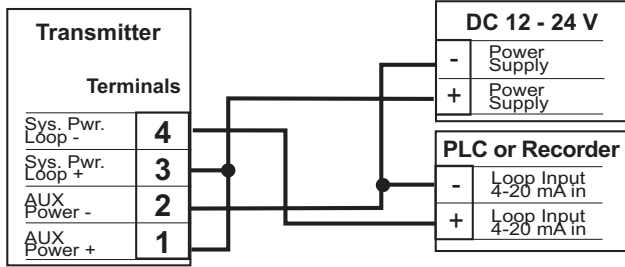 Transmitter
Terminals
Sys. Pwr.
Loop -
4
Sys. Pwr.
Loop +
3
AUX
Power -
2
AUX
Power +
1
DC 12 - 24 V
-
Power
Supply
+
Power
Supply
PLC or Recorder
-
Loop Input
4-20 mA in
+
Loop Input
4-20 mA in